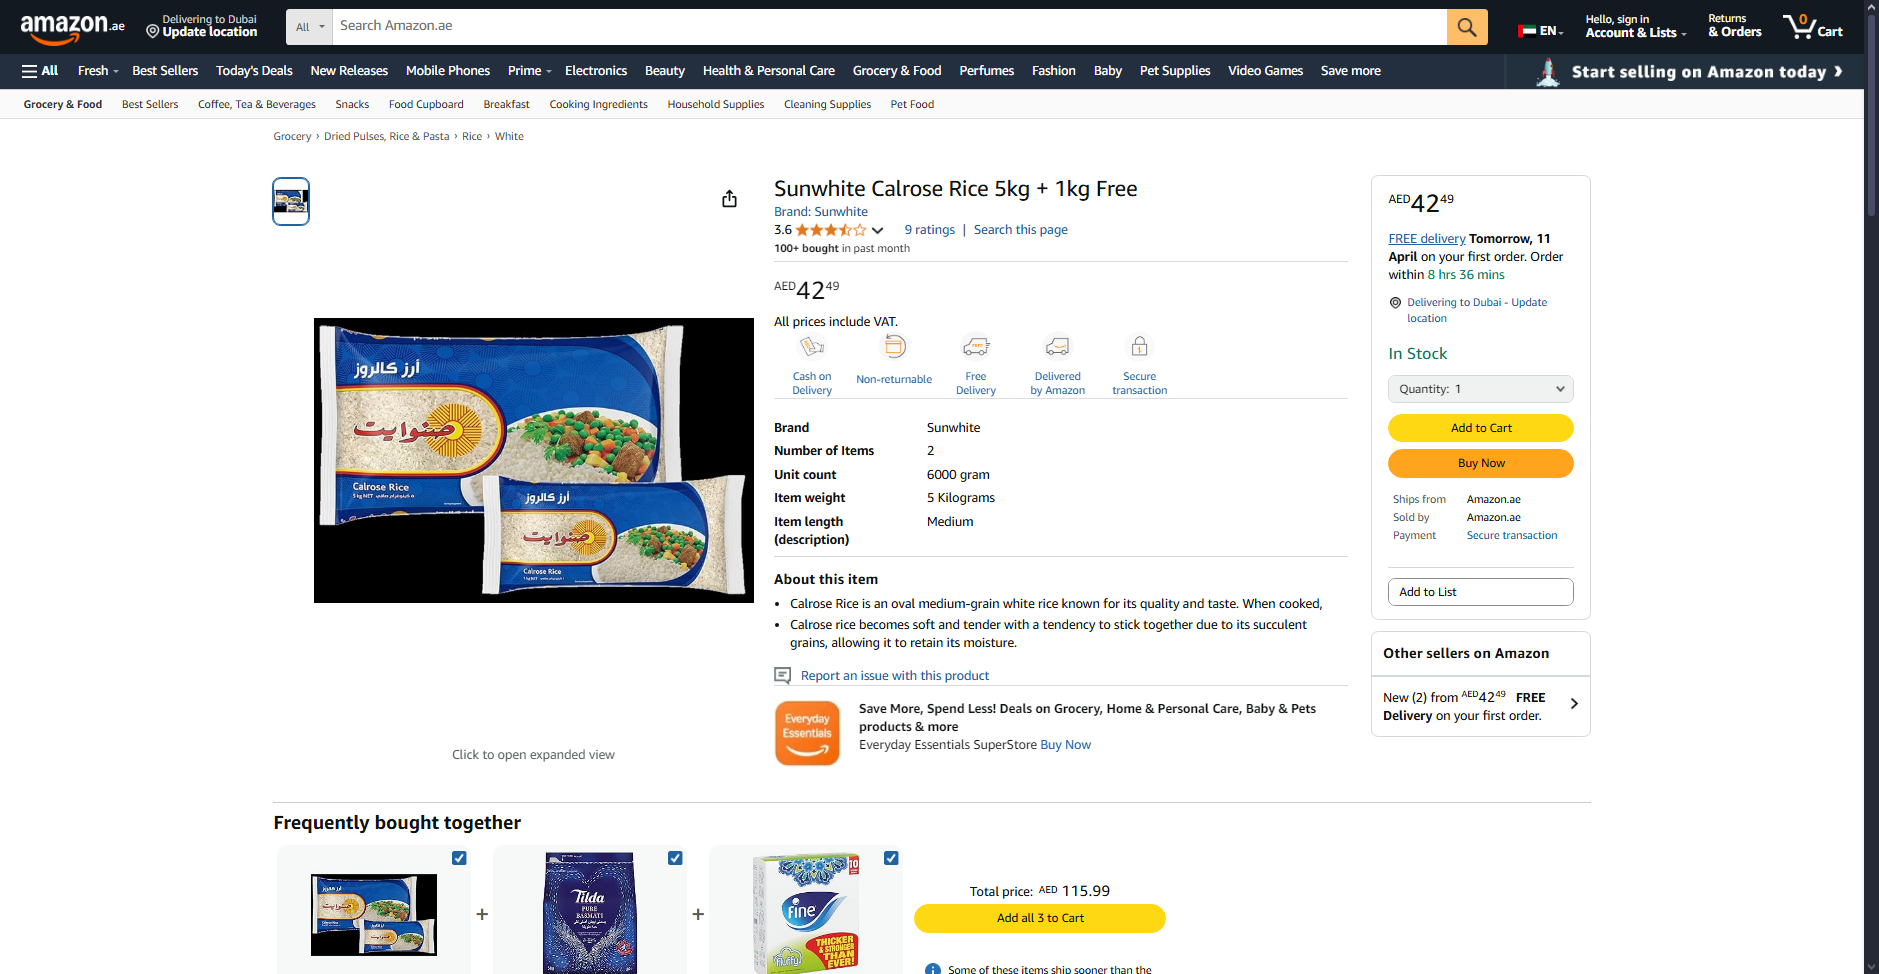 amazon.ae
Delivering to Dubai
Update location
All
Search Amazon.ae
EN
Hello, sign in
Account & Lists
Returns
& Orders
0
Cart
All
Fresh
Best Sellers
Today's Deals
New Releases
Mobile Phones
Prime
Electronics
Beauty
Health & Personal Care
Grocery & Food
Perfumes
Fashion
Baby
Pet Supplies
Video Games
Save more
Start selling on Amazon today ❯
Grocery & Food
Best Sellers
Coffee, Tea & Beverages
Snacks
Food Cupboard
Breakfast
Cooking Ingredients
Household Supplies
Cleaning Supplies
Pet Food
Grocery › Dried Pulses, Rice & Pasta › Rice › White
أرز كالروز
صنوايت
Calrose Rice
5kg NET
أرز كالروز
صنوايت
Calrose Rice
Click to open expanded view
Sunwhite Calrose Rice 5kg + 1kg Free
Brand: Sunwhite
3.6
9 ratings | Search this page
100+ bought in past month
AED42 49
All prices include VAT.
Cash on
Delivery
Non-returnable
Free
Delivery
Delivered
by Amazon
Secure
transaction
Brand Sunwhite
Number of Items 2
Unit count 6000 gram
Item weight 5 Kilograms
Item length Medium
(description)
About this item
• Calrose Rice is an oval medium-grain white rice known for its quality and taste. When cooked,
• Calrose rice becomes soft and tender with a tendency to stick together due to its succulent
grains, allowing it to retain its moisture.
Report an issue with this product
Everyday
Essentials
Save More, Spend Less! Deals on Grocery, Home & Personal Care, Baby & Pets
products & more
Everyday Essentials SuperStore Buy Now
AED42 49
FREE delivery Tomorrow, 11
April on your first order. Order
within 8 hrs 36 mins
Delivering to Dubai - Update
location
In Stock
Quantity: 1
Add to Cart
Buy Now
Ships from Amazon.ae
Sold by Amazon.ae
Payment Secure transaction
Add to List
Other sellers on Amazon
New (2) from AED42 49 FREE
Delivery on your first order.
Frequently bought together
أرز كالروز
صنوايت
+
Tilda
PURE
BASMATI
+
10
fine
fluffy
THICKER
& STRONGER
THAN
EVER!
Total price: AED 115.99
Add all 3 to Cart
Some of these items ship sooner than the